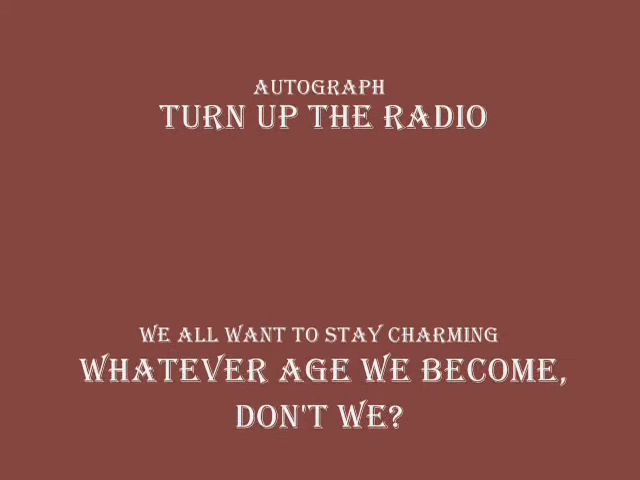 AUTOGRAPH
TURN UP THE RADIO
WE ALL WANT TO STAY CHARMING
WHATEVER AGE WE BECOME,
DON'T WE?